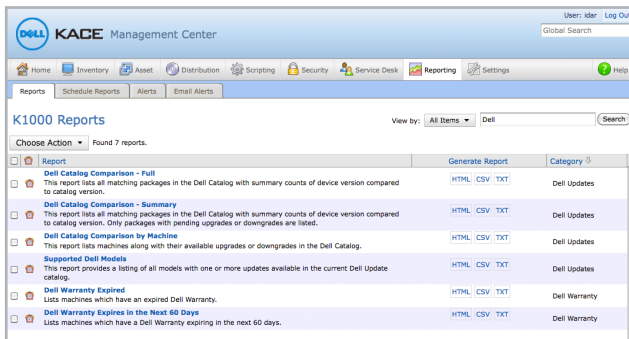 User: idar Log Out
DELL KACE Management Center
Global Search
Home Inventory Asset Distribution Scripting Security Service Desk Reporting Settings Help
Reports Schedule Reports Alerts Email Alerts
K1000 Reports
View by: All Items Dell Search
Choose Action Found 7 reports.
Report Generate Report Category
Dell Catalog Comparison - Full
This report lists all matching packages in the Dell Catalog with summary counts of device version compared
to catalog version.
HTML CSV TXT
Dell Updates
Dell Catalog Comparison - Summary
This report lists all matching packages in the Dell Catalog with summary counts of device version compared
to catalog version. Only packages with pending upgrades or downgrades are listed.
HTML CSV TXT
Dell Updates
Dell Catalog Comparison by Machine
This report lists machines along with their available upgrades or downgrades in the Dell Catalog.
HTML CSV TXT
Dell Updates
Supported Dell Models
This report provides a listing of all models with one or more updates available in the current Dell Update
catalog.
HTML CSV TXT
Dell Updates
Dell Warranty Expired
Lists machines which have an expired Dell Warranty.
HTML CSV TXT
Dell Warranty
Dell Warranty Expires in the Next 60 Days
Lists machines which have a Dell Warranty expiring in the next 60 days.
HTML CSV TXT
Dell Warranty